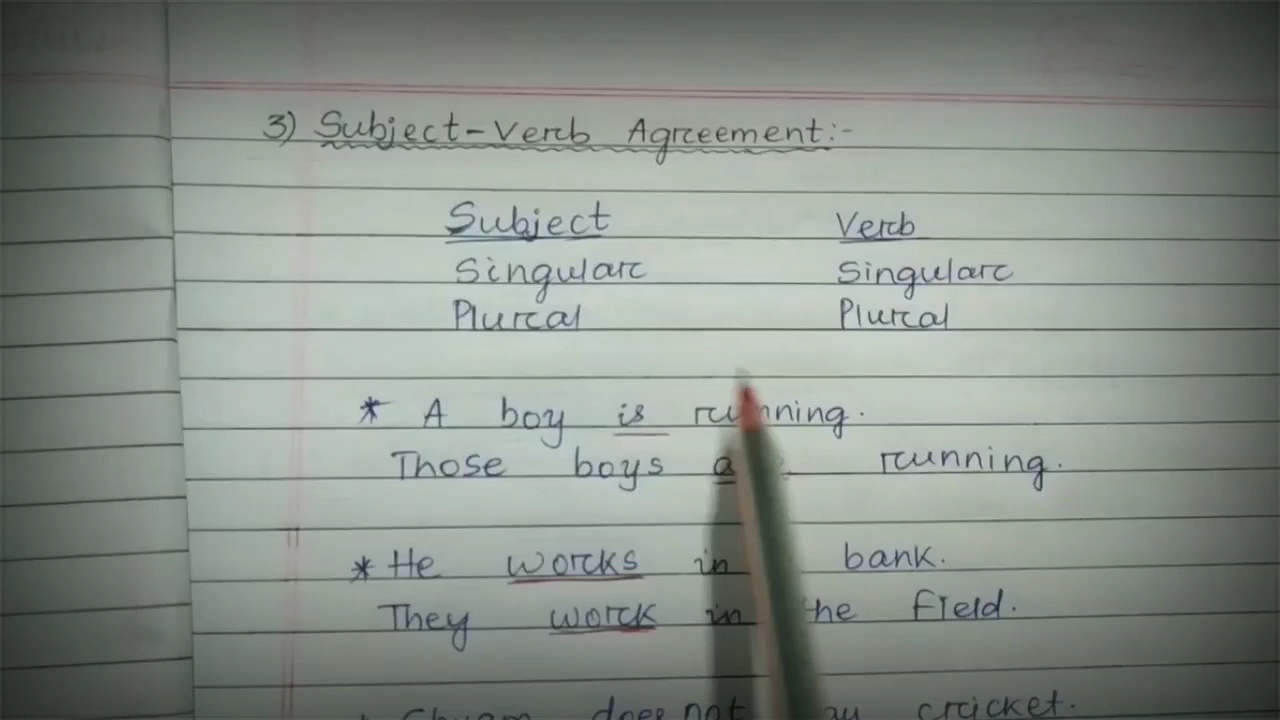 3) Subject-Verb Agreement:-
Subject Verb
Singular Singular
Plural Plural
* A boy is running.
Those boys running.
* He works in bank.
They work in the field.
does not cricket.